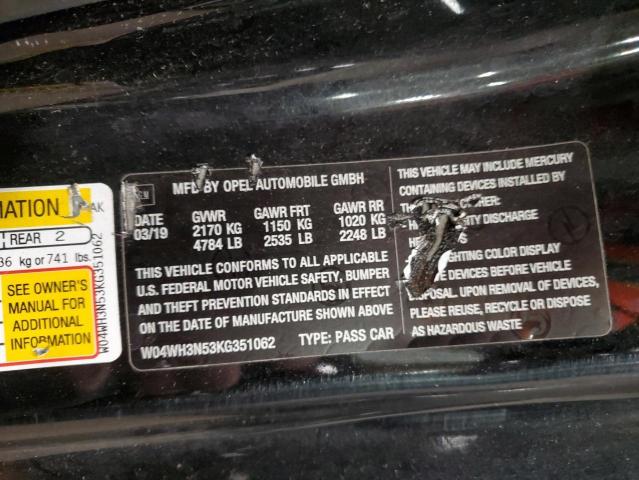 MATION
AK
REAR 2
36 kg or 741 lbs.
SEE OWNER'S
MANUAL FOR
ADDITIONAL
INFORMATION
W04WH3N53KG351062
GM
MFD BY OPEL AUTOMOBILE GMBH
DATE GVWR GAWR FRT GAWR RR
03/19 2170 KG 1150 KG 1020 KG
4784 LB 2535 LB 2248 LB
THIS VEHICLE CONFORMS TO ALL APPLICABLE
U.S. FEDERAL MOTOR VEHICLE SAFETY, BUMPER
AND THEFT PREVENTION STANDARDS IN EFFECT
ON THE DATE OF MANUFACTURE SHOWN ABOVE
W04WH3N53KG351062 TYPE: PASS CAR
THIS VEHICLE MAY INCLUDE MERCURY
CONTAINING DEVICES INSTALLED BY
DISCHARGE
COLOR DISPLAY
DEVICES BEFORE VEHICLE
DISPOSAL. UPON REMOVAL OF DEVICES,
PLEASE REUSE, RECYCLE OR DISPOSE
AS HAZARDOUS WASTE